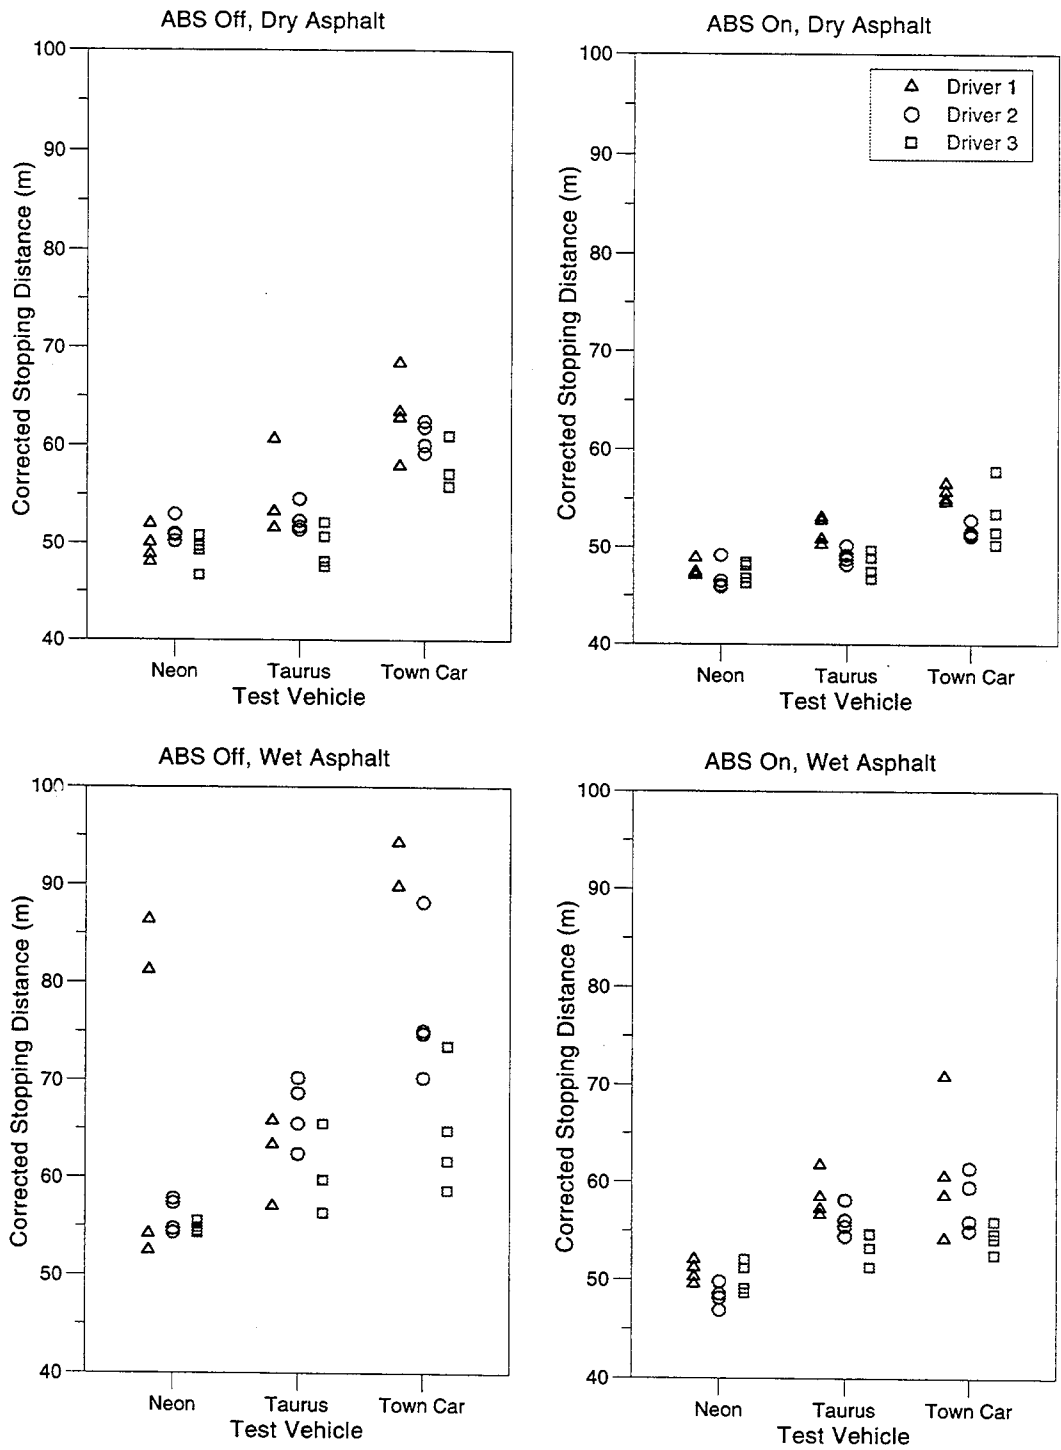 ABS Off, Dry Asphalt
Corrected Stopping Distance (m)
100
90
80
70
60
50
40
Neon Taurus Town Car
Test Vehicle
ABS On, Dry Asphalt
Corrected Stopping Distance (m)
100
90
80
70
60
50
40
Driver 1
Driver 2
Driver 3
Neon Taurus Town Car
Test Vehicle
ABS Off, Wet Asphalt
Corrected Stopping Distance (m)
100
90
80
70
60
50
40
Neon Taurus Town Car
Test Vehicle
ABS On, Wet Asphalt
Corrected Stopping Distance (m)
100
90
80
70
60
50
40
Neon Taurus Town Car
Test Vehicle